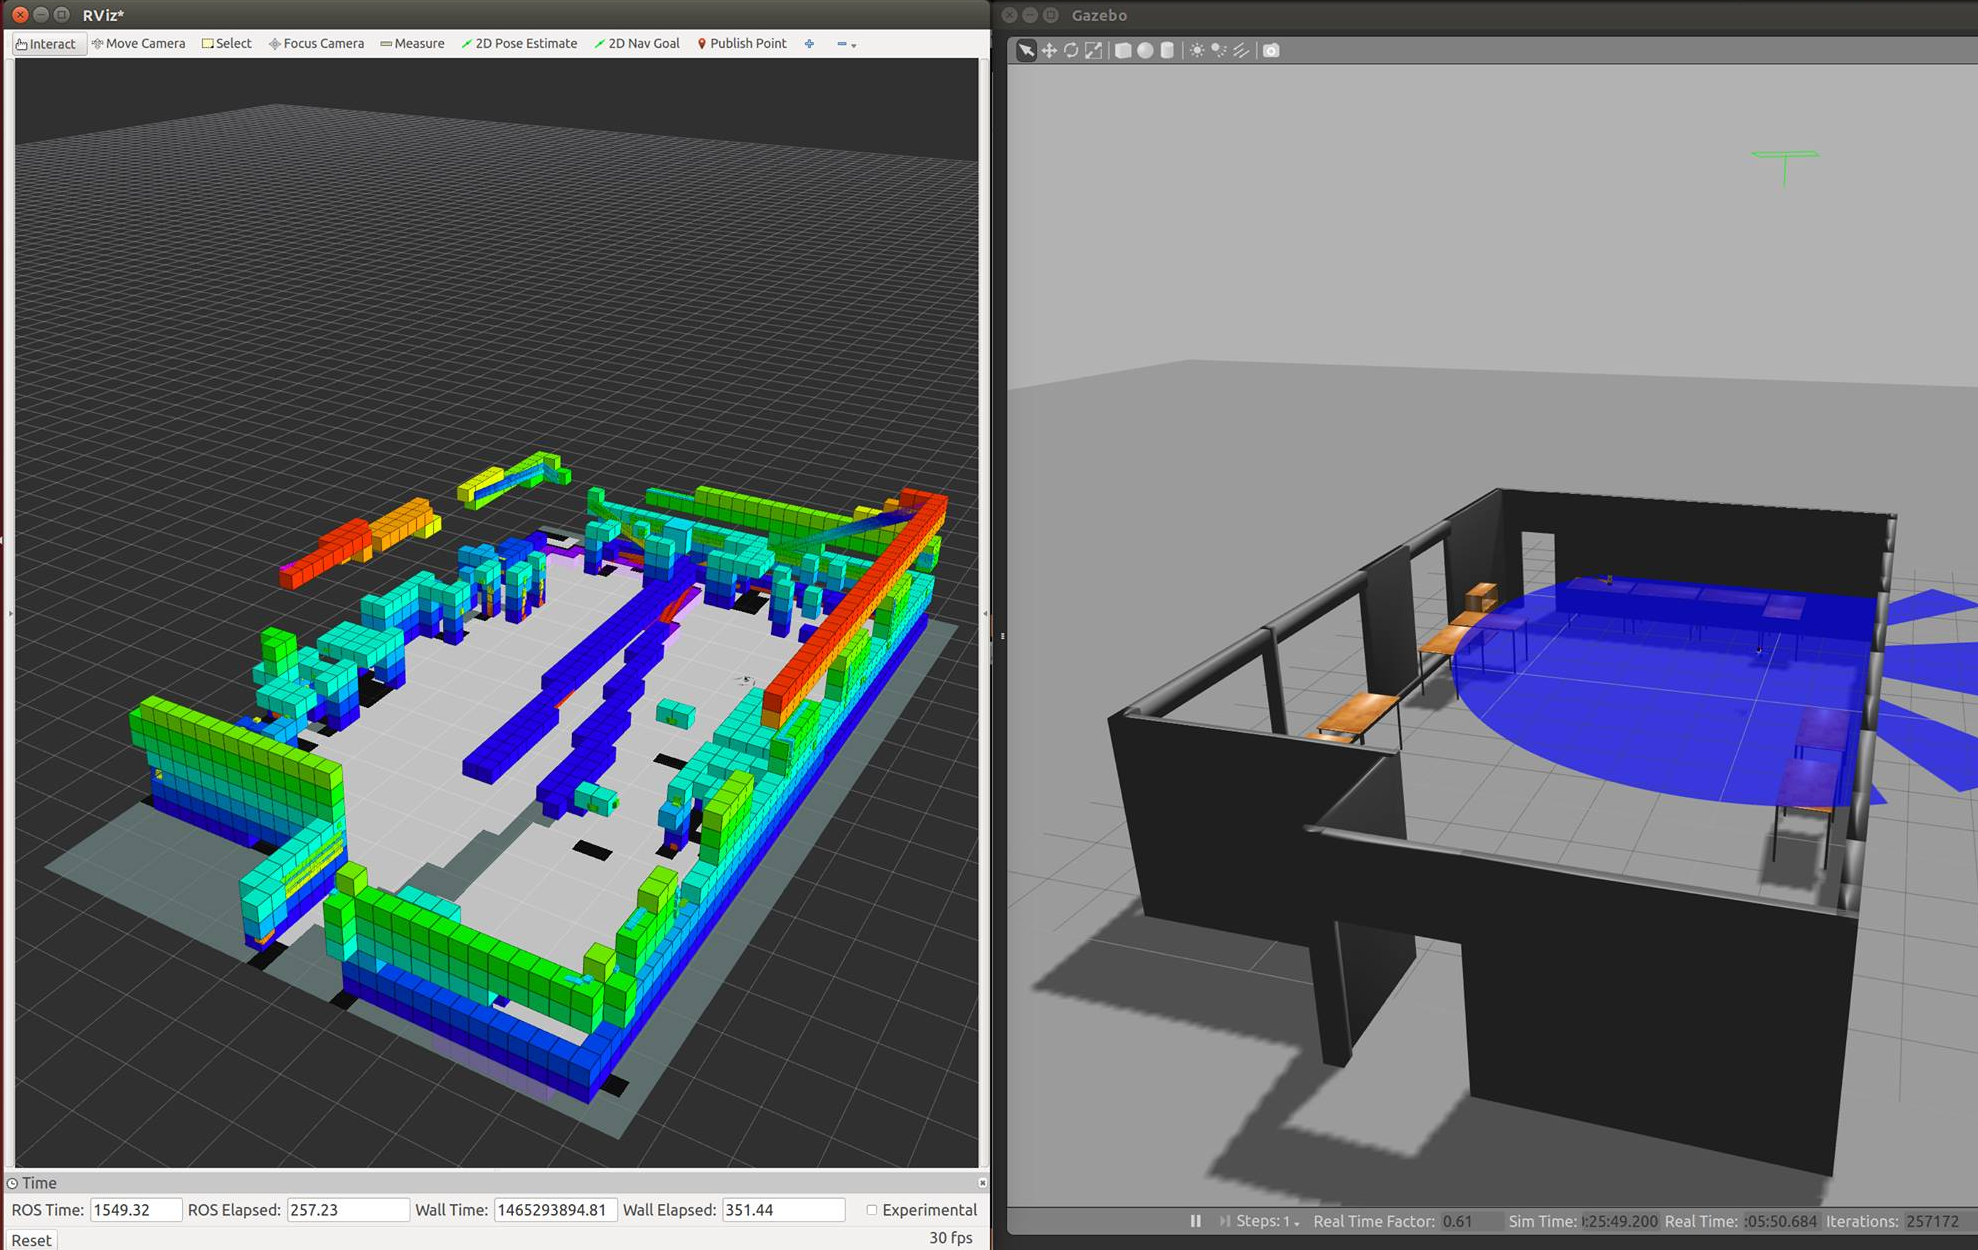 RViz*
Interact Move Camera Select Focus Camera Measure 2D Pose Estimate 2D Nav Goal Publish Point
Time
ROS Time: 1549.32 ROS Elapsed: 257.23 Wall Time: 1465293894.81 Wall Elapsed: 351.44 Experimental
Reset 30 fps
Gazebo
Steps: 1 Real Time Factor: 0.61 Sim Time: :25:49.200 Real Time: :05:50.684 Iterations: 257172